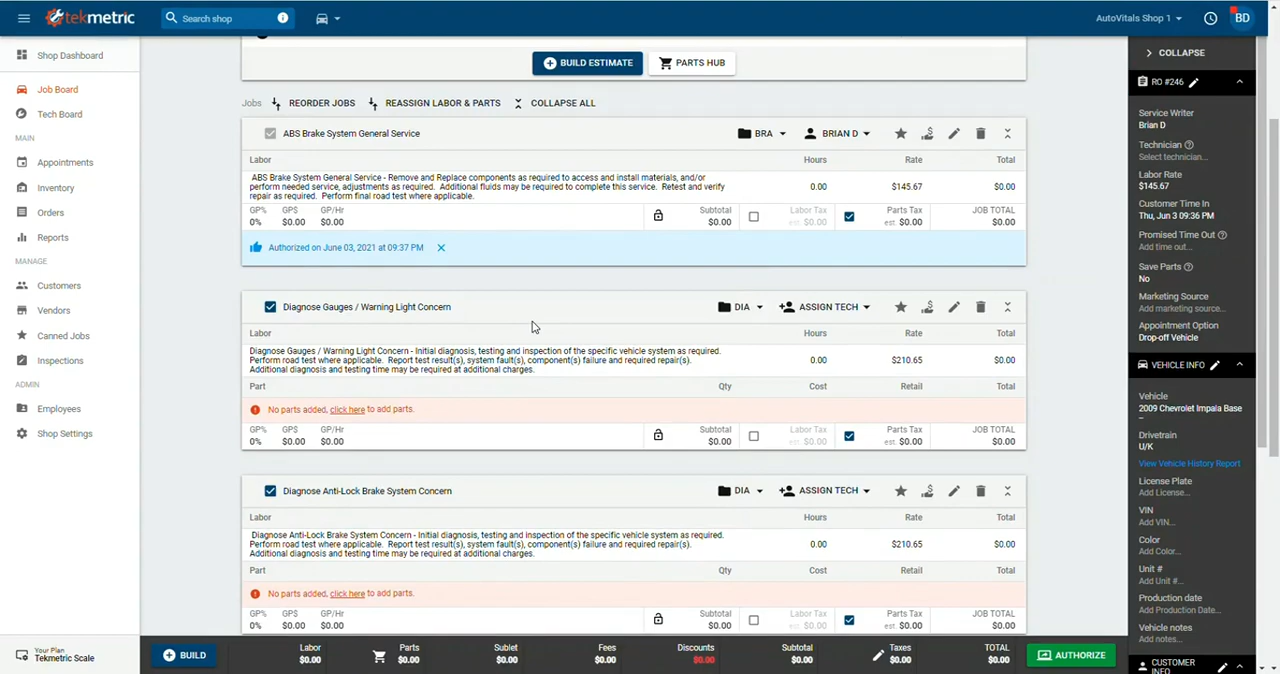 tekmetric
Search shop
AutoVitals Shop 1
BD
Shop Dashboard
Job Board
Tech Board
MAIN
Appointments
Inventory
Orders
Reports
MANAGE
Customers
Vendors
Canned Jobs
Inspections
ADMIN
Employees
Shop Settings
Your Plan
Tekmetric Scale
BUILD ESTIMATE
PARTS HUB
Jobs
REORDER JOBS
REASSIGN LABOR & PARTS
COLLAPSE ALL
ABS Brake System General Service
BRA
BRIAN D
Labor Hours Rate Total
ABS Brake System General Service - Remove and Replace components as required to access and install materials, and/or
perform needed service, adjustments as required. Additional fluids may be required to complete this service. Retest and verify
repair as required. Perform final road test where applicable.
0.00 $145.67 $0.00
GP% GP$ GP/Hr Subtotal Labor Tax Parts Tax JOB TOTAL
0% $0.00 $0.00 $0.00 est. $0.00 est. $0.00 $0.00
Authorized on June 03, 2021 at 09:37 PM
Diagnose Gauges / Warning Light Concern
DIA
ASSIGN TECH
Labor Hours Rate Total
Diagnose Gauges / Warning Light Concern - Initial diagnosis, testing and inspection of the specific vehicle system as required.
Perform road test where applicable. Report test result(s), system fault(s), component(s) failure and required repair(s).
Additional diagnosis and testing time may be required at additional charges.
0.00 $210.65 $0.00
Part Qty Cost Retail Total
No parts added, click here to add parts.
GP% GP$ GP/Hr Subtotal Labor Tax Parts Tax JOB TOTAL
0% $0.00 $0.00 $0.00 est. $0.00 est. $0.00 $0.00
Diagnose Anti-Lock Brake System Concern
DIA
ASSIGN TECH
Labor Hours Rate Total
Diagnose Anti-Lock Brake System Concern - Initial diagnosis, testing and inspection of the specific vehicle system as required.
Perform road test where applicable. Report test result(s), system fault(s), component(s) failure and required repair(s).
Additional diagnosis and testing time may be required at additional charges.
0.00 $210.65 $0.00
Part Qty Cost Retail Total
No parts added, click here to add parts.
GP% GP$ GP/Hr Subtotal Labor Tax Parts Tax JOB TOTAL
0% $0.00 $0.00 $0.00 est. $0.00 est. $0.00 $0.00
BUILD
Labor Parts Sublet Fees Discounts Subtotal Taxes TOTAL
$0.00 $0.00 $0.00 $0.00 $0.00 $0.00 $0.00 $0.00
AUTHORIZE
COLLAPSE
RO #246
Service Writer
Brian D
Technician
Select technician...
Labor Rate
$145.67
Customer Time In
Thu, Jun 3 09:36 PM
Promised Time Out
Add time out...
Save Parts
No
Marketing Source
Add marketing source...
Appointment Option
Drop-off Vehicle
VEHICLE INFO
Vehicle
2009 Chevrolet Impala Base
–
Drivetrain
U/K
View Vehicle History Report
License Plate
Add License...
VIN
Add VIN...
Color
Add Color...
Unit #
Add Unit #...
Production date
Add Production Date...
Vehicle notes
Add notes...
CUSTOMER
INFO